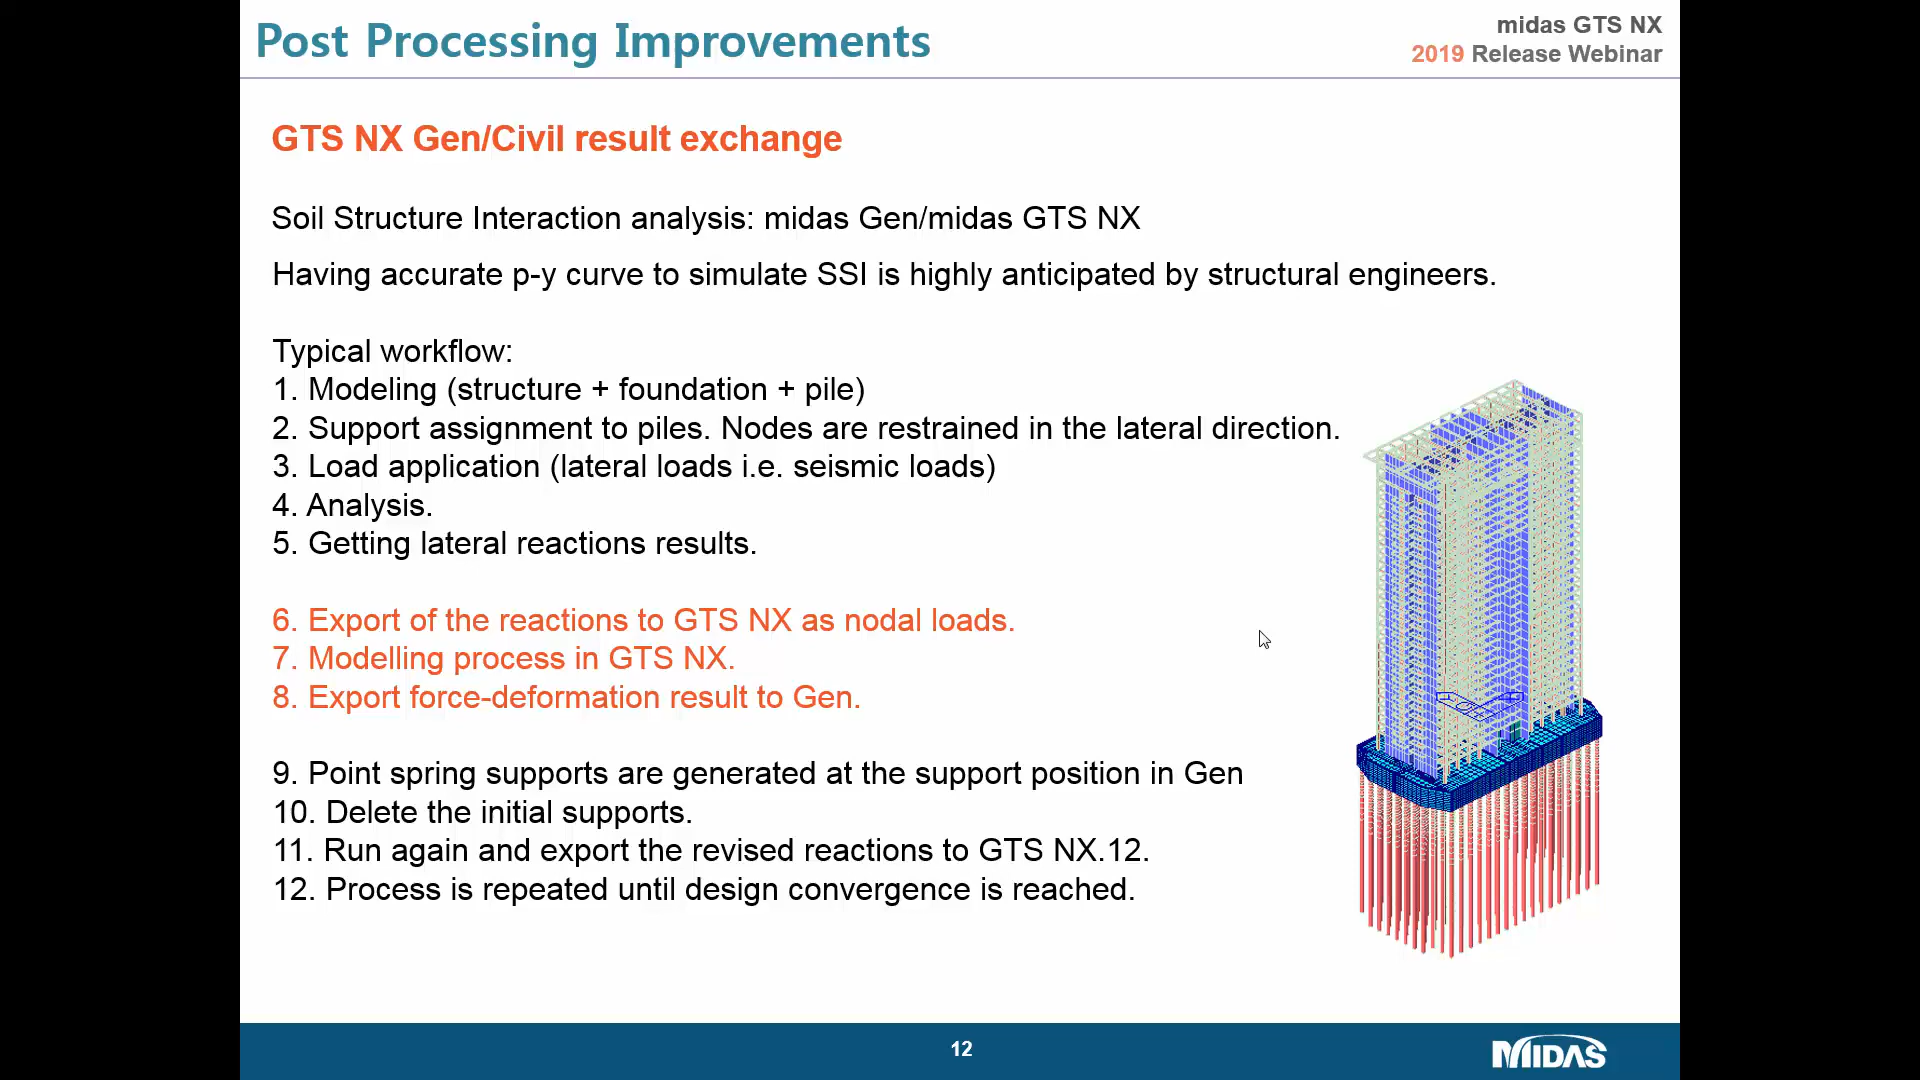 Post Processing Improvements
midas GTS NX
2019 Release Webinar
GTS NX Gen/Civil result exchange
Soil Structure Interaction analysis: midas Gen/midas GTS NX
Having accurate p-y curve to simulate SSI is highly anticipated by structural engineers.
Typical workflow:
1. Modeling (structure + foundation + pile)
2. Support assignment to piles. Nodes are restrained in the lateral direction.
3. Load application (lateral loads i.e. seismic loads)
4. Analysis.
5. Getting lateral reactions results.
6. Export of the reactions to GTS NX as nodal loads.
7. Modelling process in GTS NX.
8. Export force-deformation result to Gen.
9. Point spring supports are generated at the support position in Gen
10. Delete the initial supports.
11. Run again and export the revised reactions to GTS NX.12.
12. Process is repeated until design convergence is reached.
12
MIDAS